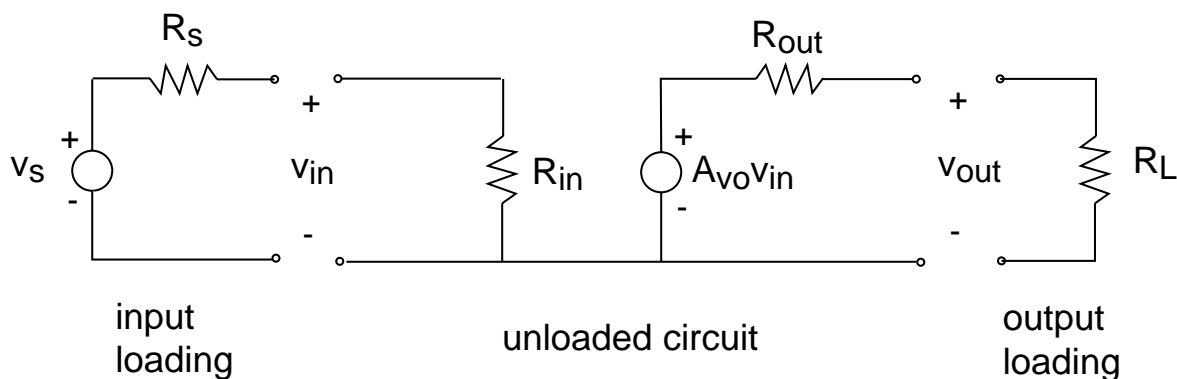 Rs
Rout
+
vs
-
+
vin
-
Rin
+
Avovin
-
+
vout
-
RL
input
loading
unloaded circuit
output
loading